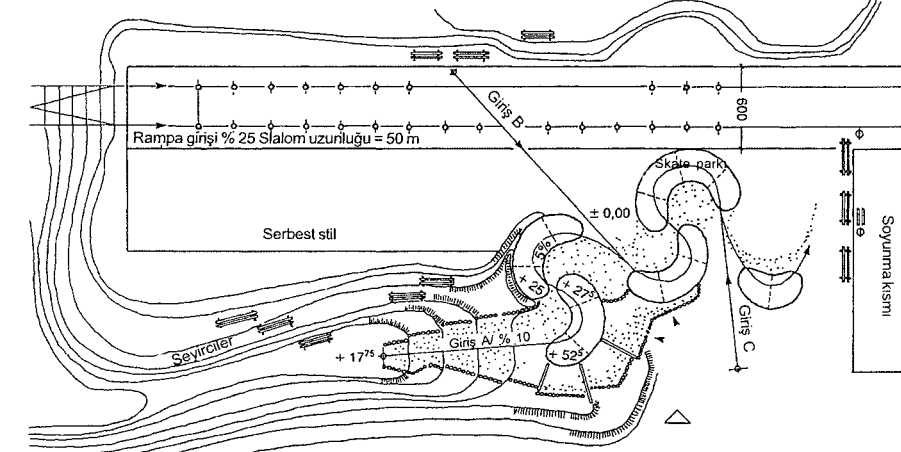 Giriş B
600
Rampa girişi % 25 Slalom uzunluğu = 50 m
Skate park
± 0,00
Serbest stil
5%
+ 25
+ 27⁵
Soyunma kısmı
Seyirciler
Giriş A/ % 10
+ 17⁷⁵
+ 52⁵
Giriş C